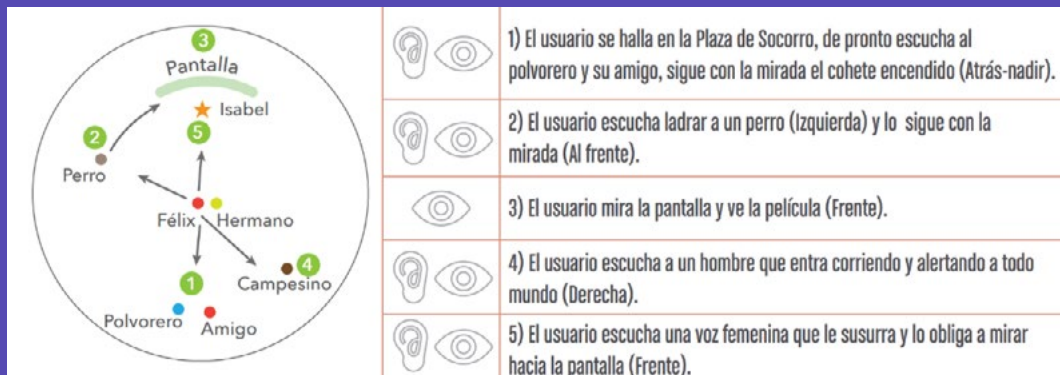 3
Pantalla
Isabel
5
2
Perro
Félix
Hermano
4
Campesino
1
Polvorero
Amigo
1) El usuario se halla en la Plaza de Socorro, de pronto escucha al
polvorero y su amigo, sigue con la mirada el cohete encendido (Atrás-nadir).
2) El usuario escucha ladrar a un perro (Izquierda) y lo sigue con la
mirada (Al frente).
3) El usuario mira la pantalla y ve la película (Frente).
4) El usuario escucha a un hombre que entra corriendo y alertando a todo
mundo (Derecha).
5) El usuario escucha una voz femenina que le susurra y lo obliga a mirar
hacia la pantalla (Frente).